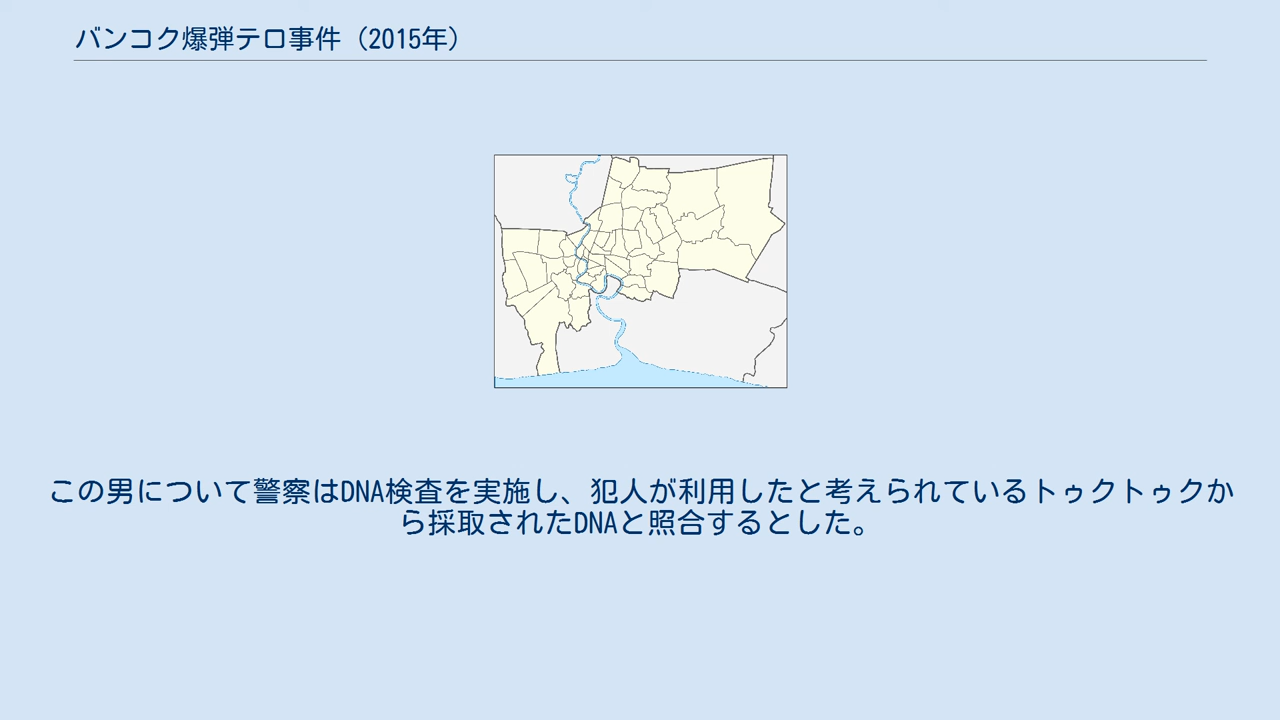 バンコク爆弾テロ事件（2015年）
この男について警察はDNA検査を実施し、犯人が利用したと考えられているトゥクトゥクか
ら採取されたDNAと照合するとした。